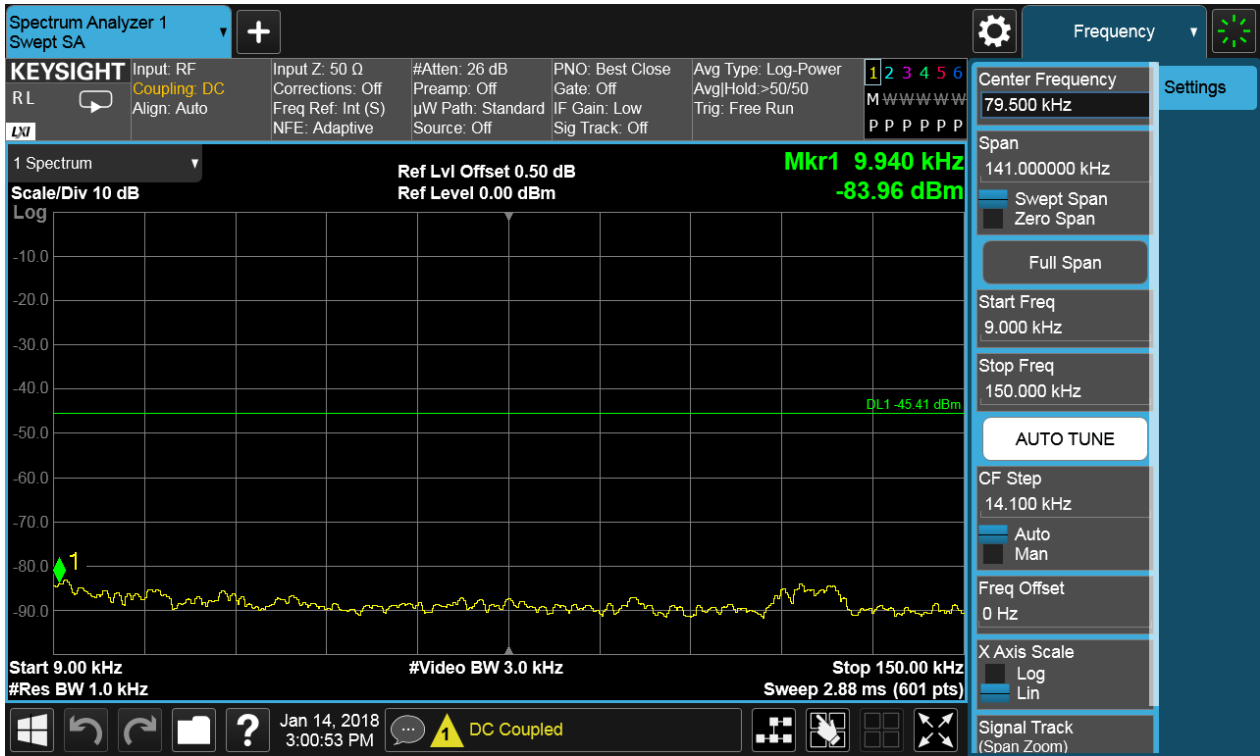 Spectrum Analyzer 1
Swept SA
+
Frequency
KEYSIGHT
RL
LXI
Input: RF
Coupling: DC
Align: Auto
Input Z: 50 Ω
Corrections: Off
Freq Ref: Int (S)
NFE: Adaptive
#Atten: 26 dB
Preamp: Off
µW Path: Standard
Source: Off
PNO: Best Close
Gate: Off
IF Gain: Low
Sig Track: Off
Avg Type: Log-Power
Avg|Hold:>50/50
Trig: Free Run
1 2 3 4 5 6
M W W W W W
P P P P P P
1 Spectrum
Scale/Div 10 dB
Log
Ref Lvl Offset 0.50 dB
Ref Level 0.00 dBm
Mkr1 9.940 kHz
-83.96 dBm
-10.0
-20.0
-30.0
-40.0
DL1 -45.41 dBm
-50.0
-60.0
-70.0
-80.0
1
-90.0
Start 9.00 kHz
#Res BW 1.0 kHz
#Video BW 3.0 kHz
Stop 150.00 kHz
Sweep 2.88 ms (601 pts)
Center Frequency
79.500 kHz
Settings
Span
141.000000 kHz
Swept Span
Zero Span
Full Span
Start Freq
9.000 kHz
Stop Freq
150.000 kHz
AUTO TUNE
CF Step
14.100 kHz
Auto
Man
Freq Offset
0 Hz
X Axis Scale
Log
Lin
Signal Track
(Span Zoom)
?
Jan 14, 2018
3:00:53 PM
1
DC Coupled